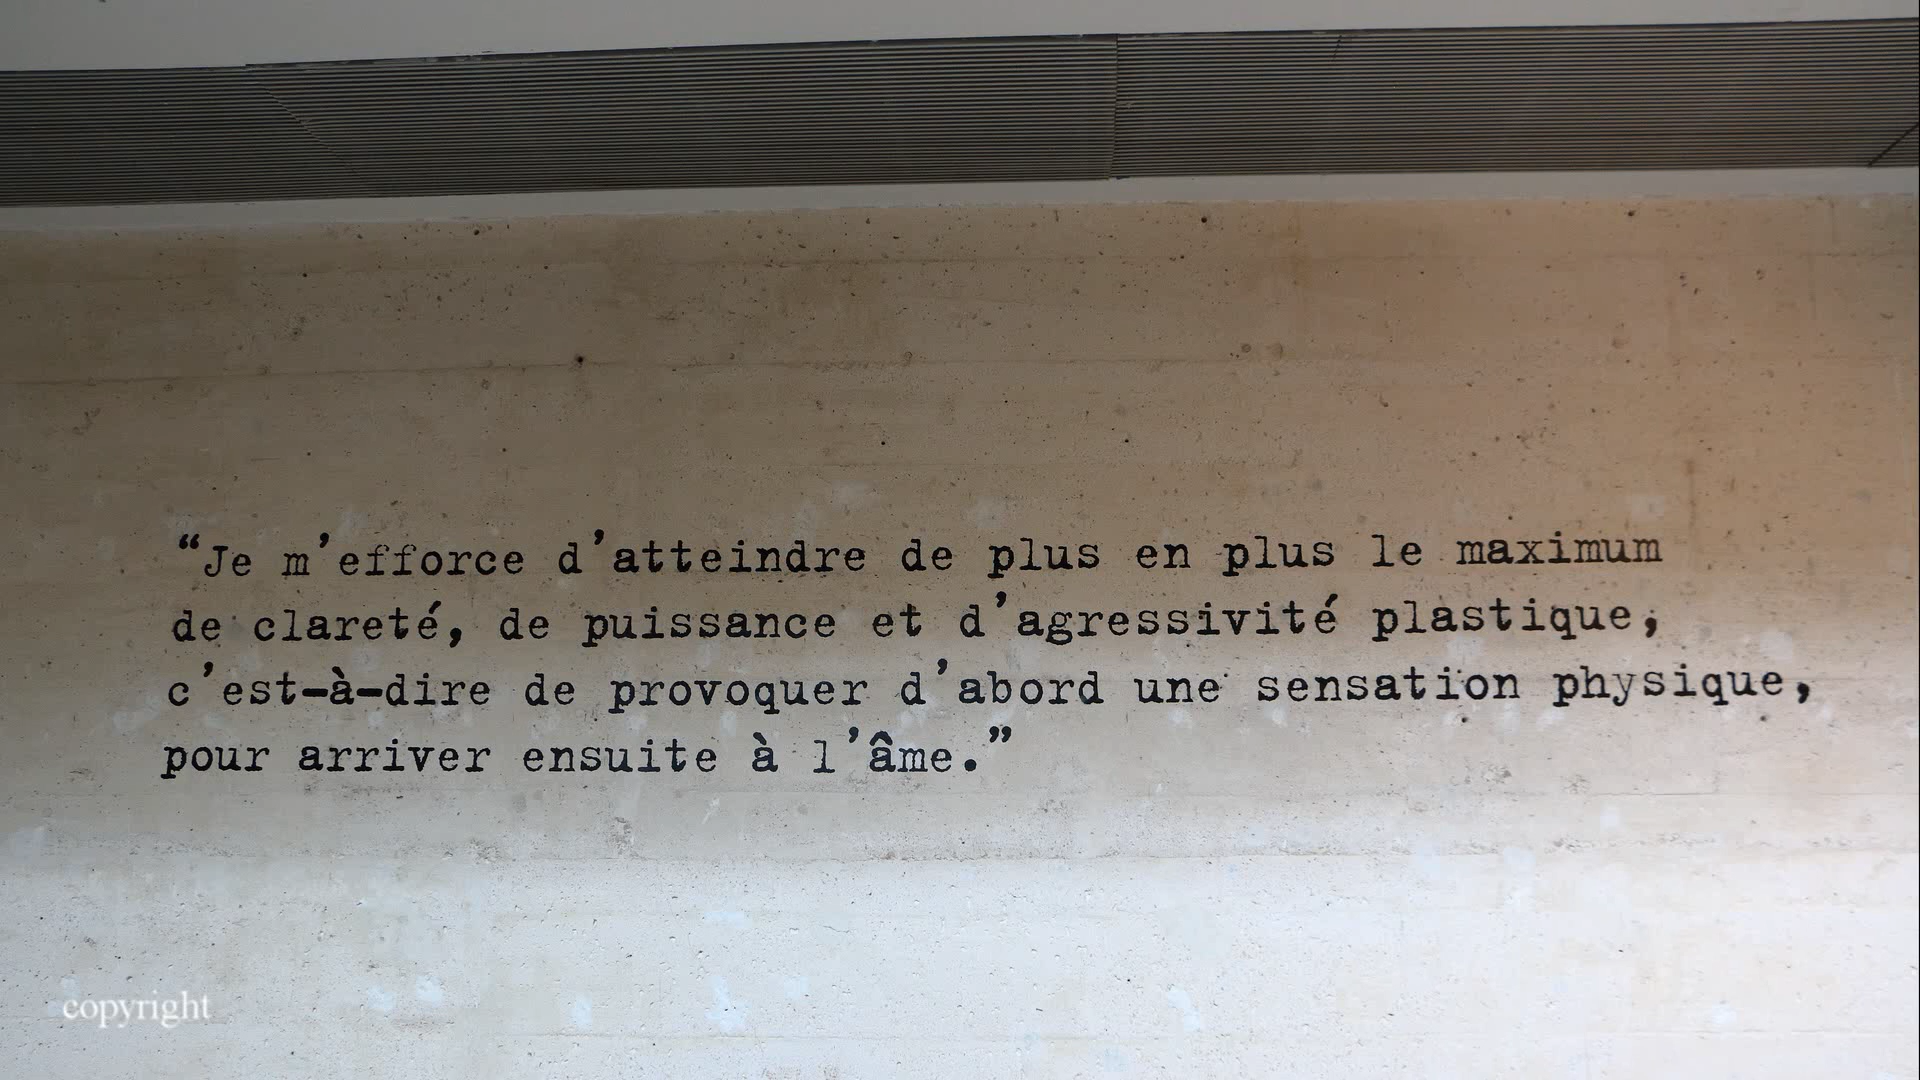 “Je m’efforce d’atteindre de plus en plus le maximum
de clareté, de puissance et d’agressivité plastique,
c’est-à-dire de provoquer d’abord une sensation physique,
pour arriver ensuite à l’âme.”
copyright